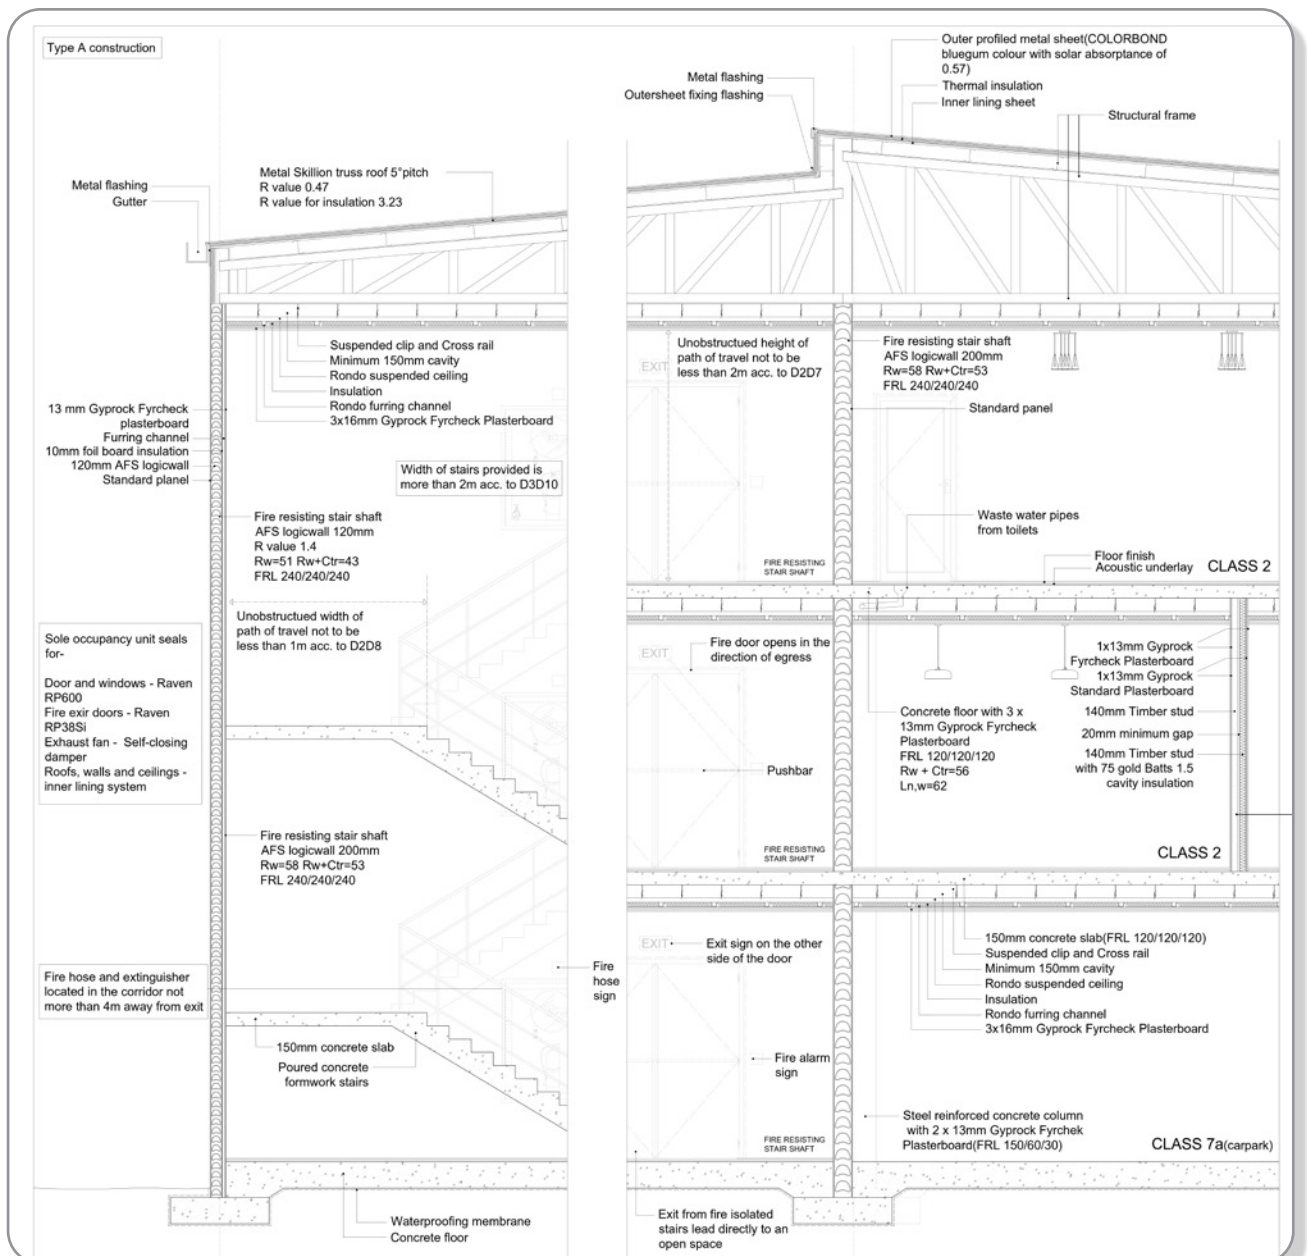 Type A construction
Metal flashing
Gutter
Metal Skillion truss roof 5°pitch
R value 0.47
R value for insulation 3.23
Suspended clip and Cross rail
Minimum 150mm cavity
Rondo suspended ceiling
Insulation
Rondo furring channel
3x16mm Gyprock Fyrcheck Plasterboard
13 mm Gyprock Fyrcheck
plasterboard
Furring channel
10mm foil board insulation
120mm AFS logicwall
Standard planel
Width of stairs provided is
more than 2m acc. to D3D10
Fire resisting stair shaft
AFS logicwall 120mm
R value 1.4
Rw=51 Rw+Ctr=43
FRL 240/240/240
Unobstructued width of
path of travel not to be
less than 1m acc. to D2D8
Sole occupancy unit seals
for-
Door and windows - Raven
RP600
Fire exir doors - Raven
RP38Si
Exhaust fan - Self-closing
damper
Roofs, walls and ceilings -
inner lining system
Fire resisting stair shaft
AFS logicwall 200mm
Rw=58 Rw+Ctr=53
FRL 240/240/240
Fire hose and extinguisher
located in the corridor not
more than 4m away from exit
Fire
hose
sign
150mm concrete slab
Poured concrete
formwork stairs
Waterproofing membrane
Concrete floor
Outer profiled metal sheet(COLORBOND
bluegum colour with solar absorptance of
0.57)
Thermal insulation
Inner lining sheet
Structural frame
Metal flashing
Outersheet fixing flashing
Unobstructued height of
path of travel not to be
less than 2m acc. to D2D7
EXIT
Fire resisting stair shaft
AFS logicwall 200mm
Rw=58 Rw+Ctr=53
FRL 240/240/240
Standard panel
Waste water pipes
from toilets
FIRE RESISTING
STAIR SHAFT
Floor finish
Acoustic underlay
CLASS 2
EXIT
Fire door opens in the
direction of egress
Pushbar
FIRE RESISTING
STAIR SHAFT
Concrete floor with 3 x
13mm Gyprock Fyrcheck
Plasterboard
FRL 120/120/120
Rw + Ctr=56
Ln,w=62
1x13mm Gyprock
Fyrcheck Plasterboard
1x13mm Gyprock
Standard Plasterboard
140mm Timber stud
20mm minimum gap
140mm Timber stud
with 75 gold Batts 1.5
cavity insulation
CLASS 2
EXIT
Exit sign on the other
side of the door
150mm concrete slab(FRL 120/120/120)
Suspended clip and Cross rail
Minimum 150mm cavity
Rondo suspended ceiling
Insulation
Rondo furring channel
3x16mm Gyprock Fyrcheck Plasterboard
Fire alarm
sign
FIRE RESISTING
STAIR SHAFT
Steel reinforced concrete column
with 2 x 13mm Gyprock Fyrchek
Plasterboard(FRL 150/60/30)
CLASS 7a(carpark)
Exit from fire isolated
stairs lead directly to an
open space